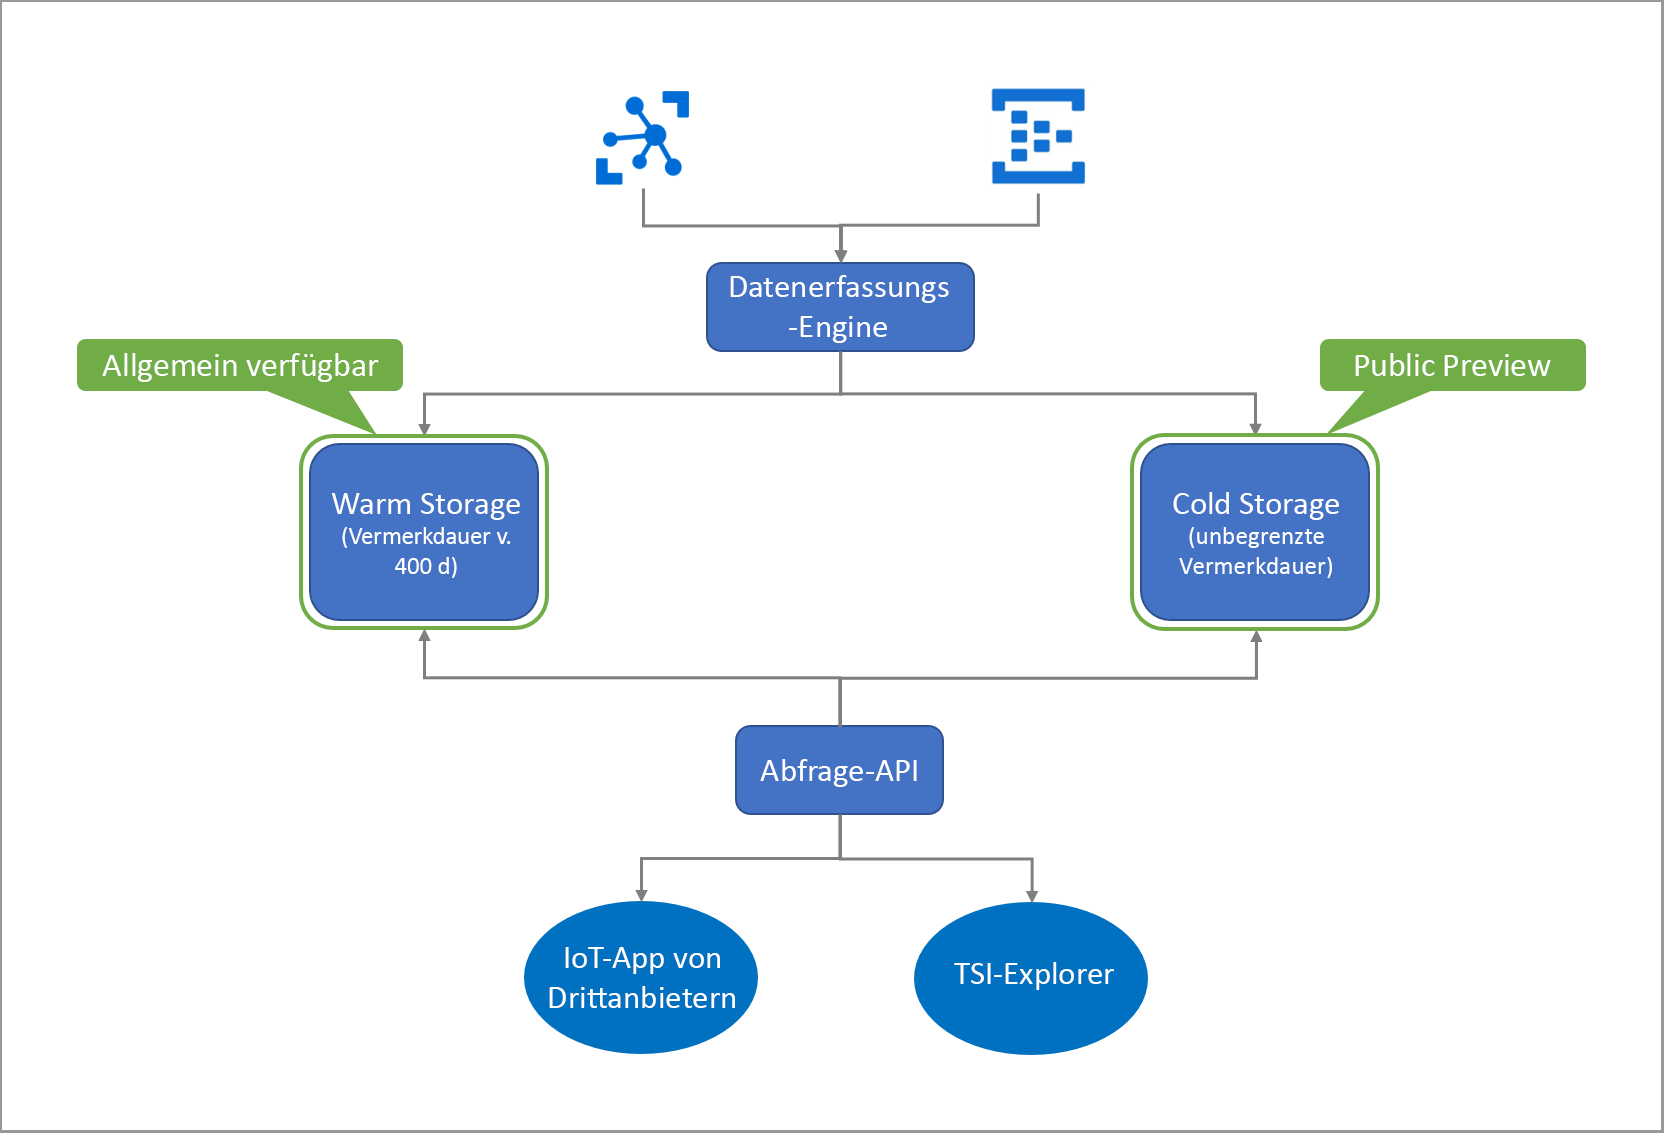 Datenerfassungs
-Engine
Allgemein verfügbar
Public Preview
Warm Storage
(Vermerkdauer v.
400 d)
Cold Storage
(unbegrenzte
Vermerkdauer)
Abfrage-API
IoT-App von
Drittanbietern
TSI-Explorer